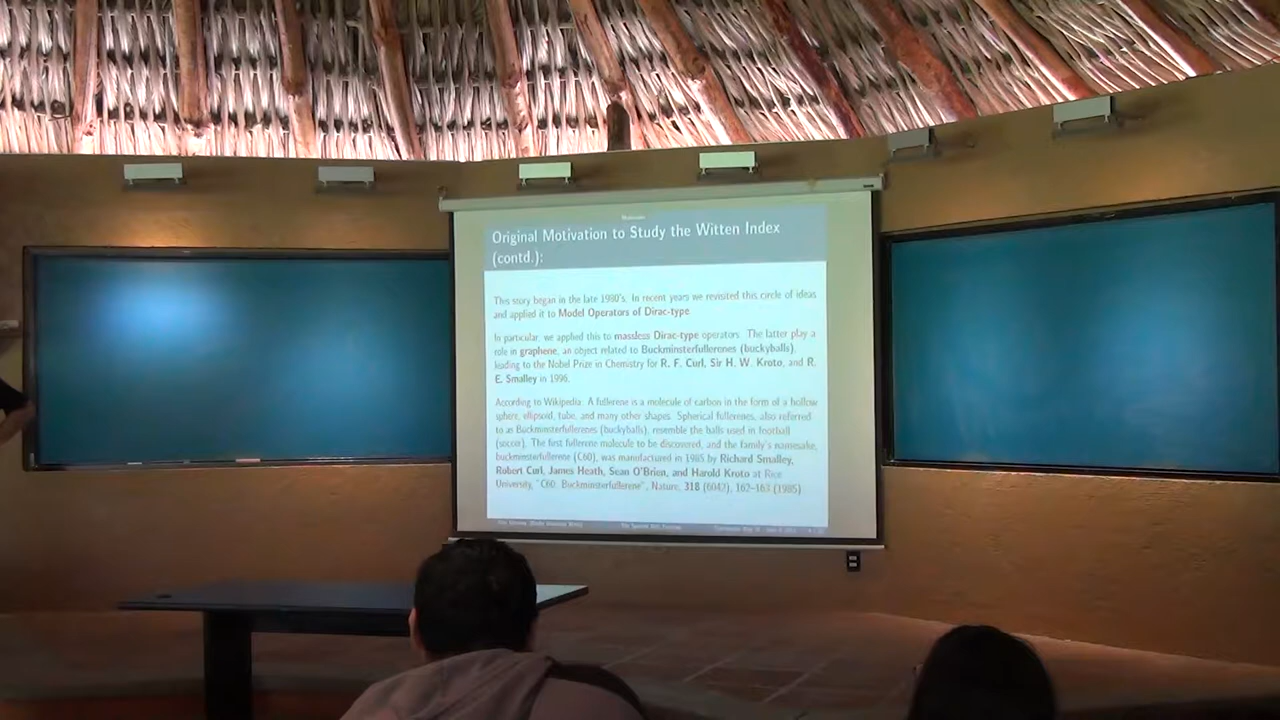 Original Motivation to Study the Witten Index
(contd.):
This story began in the late 1980's. In recent years we revisited this circle of ideas
and applied it to Model Operators of Dirac-type
In particular, we applied this to massless Dirac-type operators. The latter play a
role in graphene, an object related to Buckminsterfullerenes (buckyballs),
leading to the Nobel Prize in Chemistry for R. F. Curl, Sir H. W. Kroto, and R.
E. Smalley in 1996.
According to Wikipedia: A fullerene is a molecule of carbon in the form of a hollow
sphere, ellipsoid, tube, and many other shapes. Spherical fullerenes, also referred
to as Buckminsterfullerenes (buckyballs), resemble the balls used in football
(soccer). The first fullerene molecule to be discovered, and the family's namesake,
buckminsterfullerene (C60), was manufactured in 1985 by Richard Smalley,
Robert Curl, James Heath, Sean O'Brien, and Harold Kroto at Rice
University, "C60: Buckminsterfullerene", Nature, 318 (6042), 162–163 (1985)